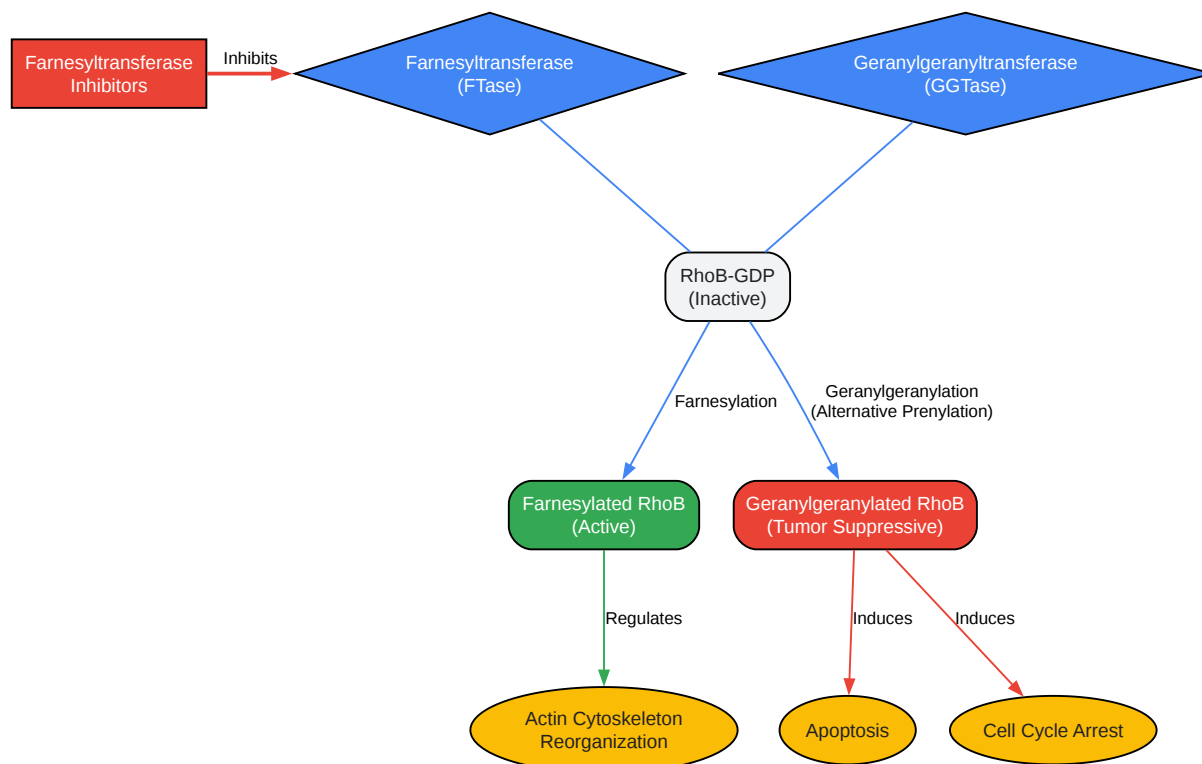 Farnesyltransferase
Inhibitors
Inhibits
Farnesyltransferase
(FTase)
Geranylgeranyltransferase
(GGTase)
RhoB-GDP
(Inactive)
Farnesylation
Geranylgeranylation
(Alternative Prenylation)
Farnesylated RhoB
(Active)
Geranylgeranylated RhoB
(Tumor Suppressive)
Regulates
Induces
Induces
Actin Cytoskeleton
Reorganization
Apoptosis
Cell Cycle Arrest